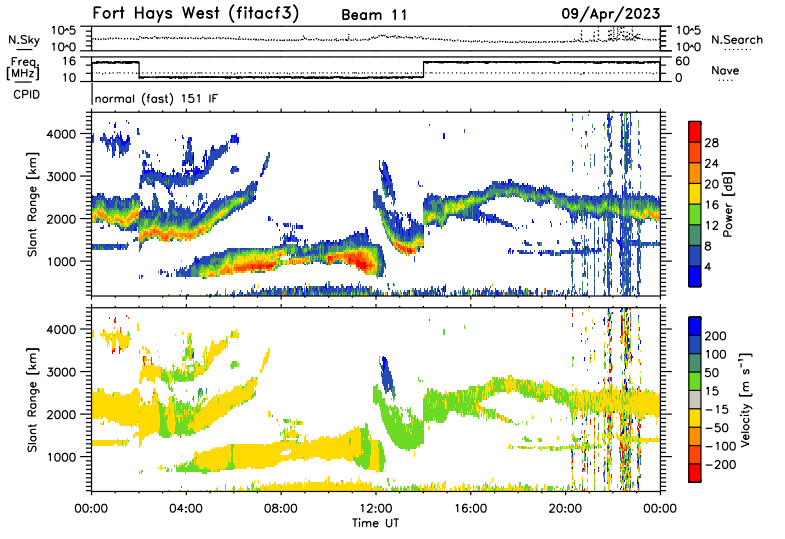 Fort Hays West (fitacf3) Beam 11 09/Apr/2023
N.Sky 10^5 10^0 10^5 10^0 N.Search
Freq. [MHz] 16 10 60 0 Nave
CPID normal (fast) 151 IF
Slant Range [km] 4000 3000 2000 1000
Power [dB] 28 24 20 16 12 8 4
Slant Range [km] 4000 3000 2000 1000
Velocity [m s⁻¹] 200 100 50 15 −15 −50 −100 −200
00:00 04:00 08:00 12:00 16:00 20:00 00:00
Time UT